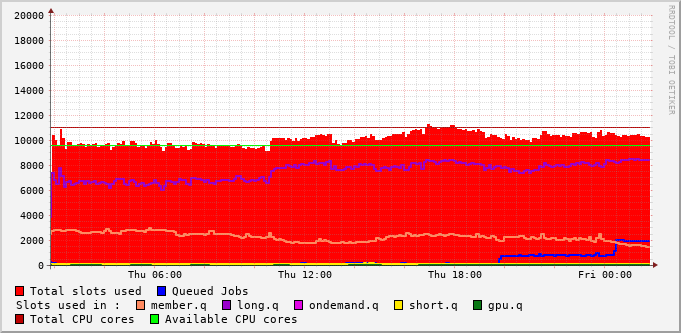 RRDTOOL / TOBI OETIKER
20000
18000
16000
14000
12000
10000
8000
6000
4000
2000
0
Thu 06:00 Thu 12:00 Thu 18:00 Fri 00:00
Total slots used Queued Jobs
Slots used in : member.q long.q ondemand.q short.q gpu.q
Total CPU cores Available CPU cores